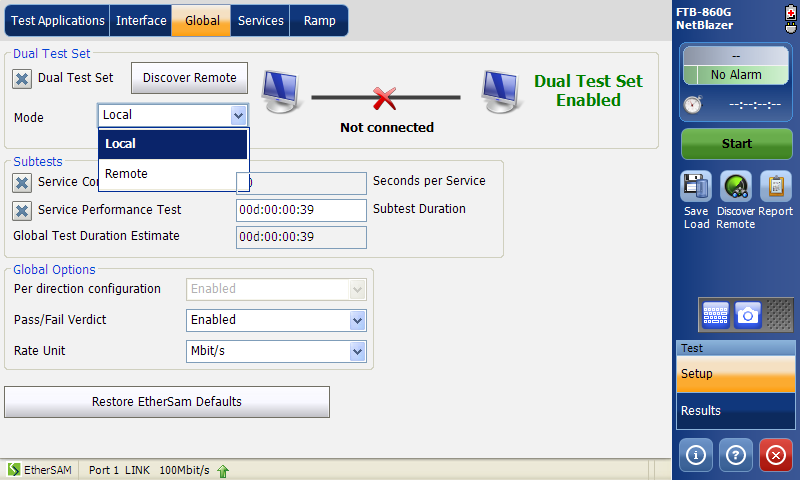 Test Applications Interface Global Services Ramp
FTB-860G
NetBlazer
Dual Test Set
Dual Test Set Discover Remote
Dual Test Set
Enabled
Not connected
Mode Local
Local
Remote
--
No Alarm
--:--:--:--
Start
Save
Load
Discover
Remote
Report
Subtests
Service Seconds per Service
Service Performance Test 00d:00:00:39 Subtest Duration
Global Test Duration Estimate 00d:00:00:39
Global Options
Per direction configuration Enabled
Pass/Fail Verdict Enabled
Rate Unit Mbit/s
Restore EtherSam Defaults
Test
Setup
Results
EtherSAM Port 1 LINK 100Mbit/s